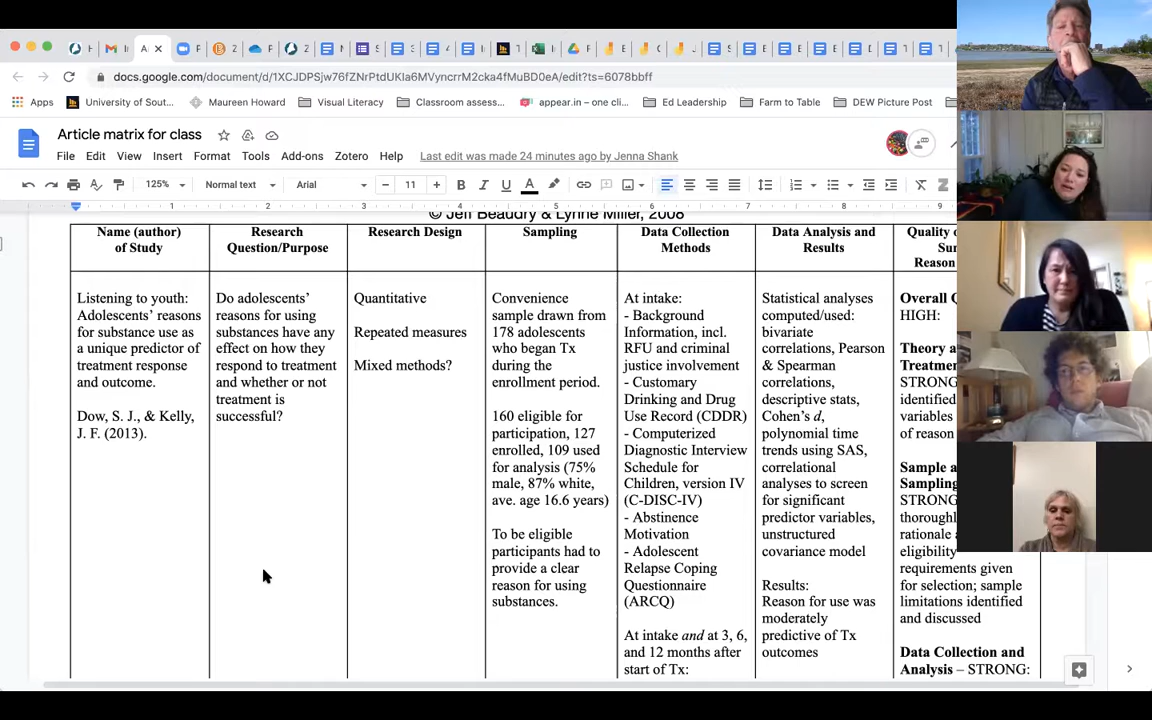 docs.google.com/document/d/1XCJDPSjw76fZNrPtdUKIa6MVyncrrM2cka4fMuBD0eA/edit?ts=6078bbff
Apps University of Sout... Maureen Howard Visual Literacy Classroom assess... appear.in – one cli... Ed Leadership Farm to Table DEW Picture Post
Article matrix for class
File Edit View Insert Format Tools Add-ons Zotero Help Last edit was made 24 minutes ago by Jenna Shank
125% Normal text Arial 11
1 2 3 4 5 6 7 8 9
© Jeff Beaudry & Lynne Miller, 2008
Name (author)
of Study
Research
Question/Purpose
Research Design
Sampling
Data Collection
Methods
Data Analysis and
Results
Quality
Reason
Listening to youth:
Adolescents' reasons
for substance use as
a unique predictor of
treatment response
and outcome.
Dow, S. J., & Kelly,
J. F. (2013).
Do adolescents'
reasons for using
substances have any
effect on how they
respond to treatment
and whether or not
treatment is
successful?
Quantitative
Repeated measures
Mixed methods?
Convenience
sample drawn from
178 adolescents
who began Tx
during the
enrollment period.
160 eligible for
participation, 127
enrolled, 109 used
for analysis (75%
male, 87% white,
ave. age 16.6 years)
To be eligible
participants had to
provide a clear
reason for using
substances.
At intake:
- Background
Information, incl.
RFU and criminal
justice involvement
- Customary
Drinking and Drug
Use Record (CDDR)
- Computerized
Diagnostic Interview
Schedule for
Children, version IV
(C-DISC-IV)
- Abstinence
Motivation
- Adolescent
Relapse Coping
Questionnaire
(ARCQ)
At intake and at 3, 6,
and 12 months after
start of Tx:
Statistical analyses
computed/used:
bivariate
correlations, Pearson
& Spearman
correlations,
descriptive stats,
Cohen's d,
polynomial time
trends using SAS,
correlational
analyses to screen
for significant
predictor variables,
unstructured
covariance model
Results:
Reason for use was
moderately
predictive of Tx
outcomes
Overall
HIGH:
Theory
Treatment
STRONG
identified
variables
of reason
Sample
Sampling
STRONG
thoroughly
rationale
eligibility
requirements given
for selection; sample
limitations identified
and discussed
Data Collection and
Analysis – STRONG: